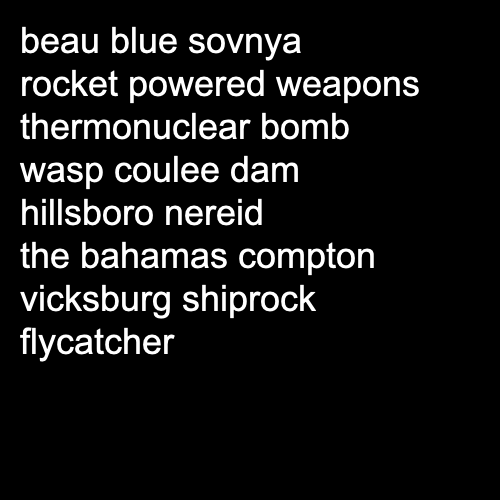 beau blue sovnya
rocket powered weapons
thermonuclear bomb
wasp coulee dam
hillsboro nereid
the bahamas compton
vicksburg shiprock
flycatcher